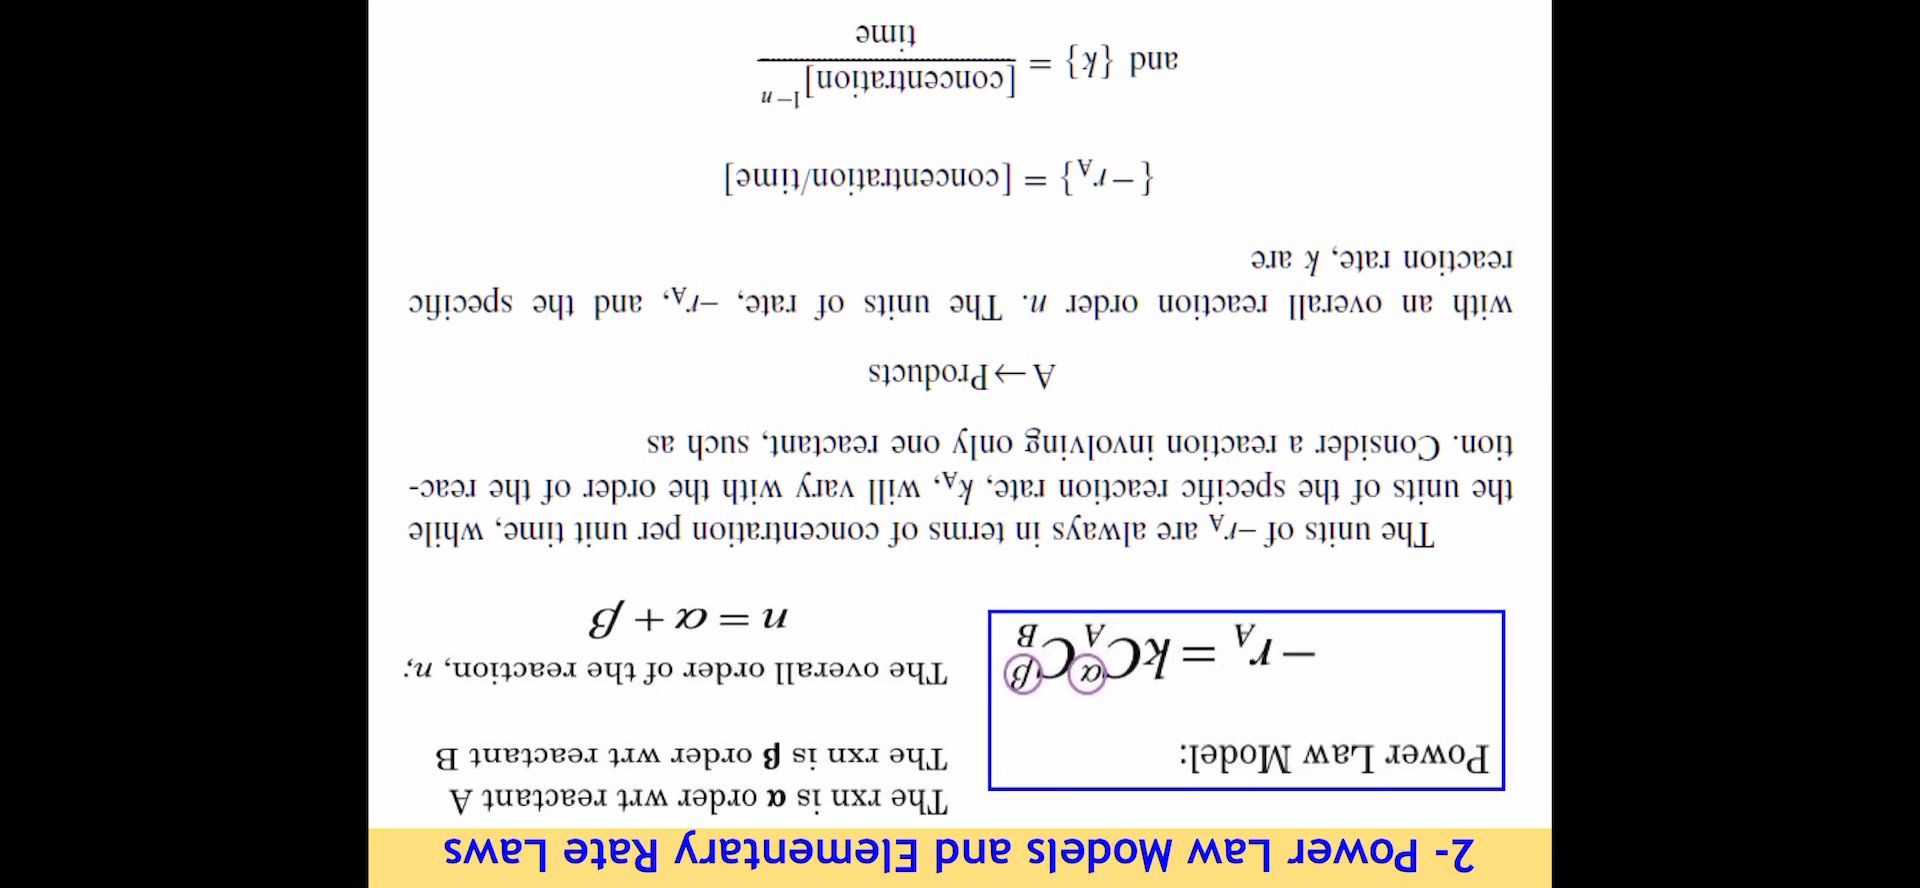 2- Power Law Models and Elementary Rate Laws
Power Law Model:
−r_A = kC_A^α C_B^β
The rxn is α order wrt reactant A
The rxn is β order wrt reactant B
The overall order of the reaction, n;
n = α + β
The units of −r_A are always in terms of concentration per unit time, while
the units of the specific reaction rate, k_A, will vary with the order of the reac-
tion. Consider a reaction involving only one reactant, such as
A → Products
with an overall reaction order n. The units of rate, −r_A, and the specific
reaction rate, k are
{−r_A} = [concentration/time]
and {k} = [concentration]^1−n
time